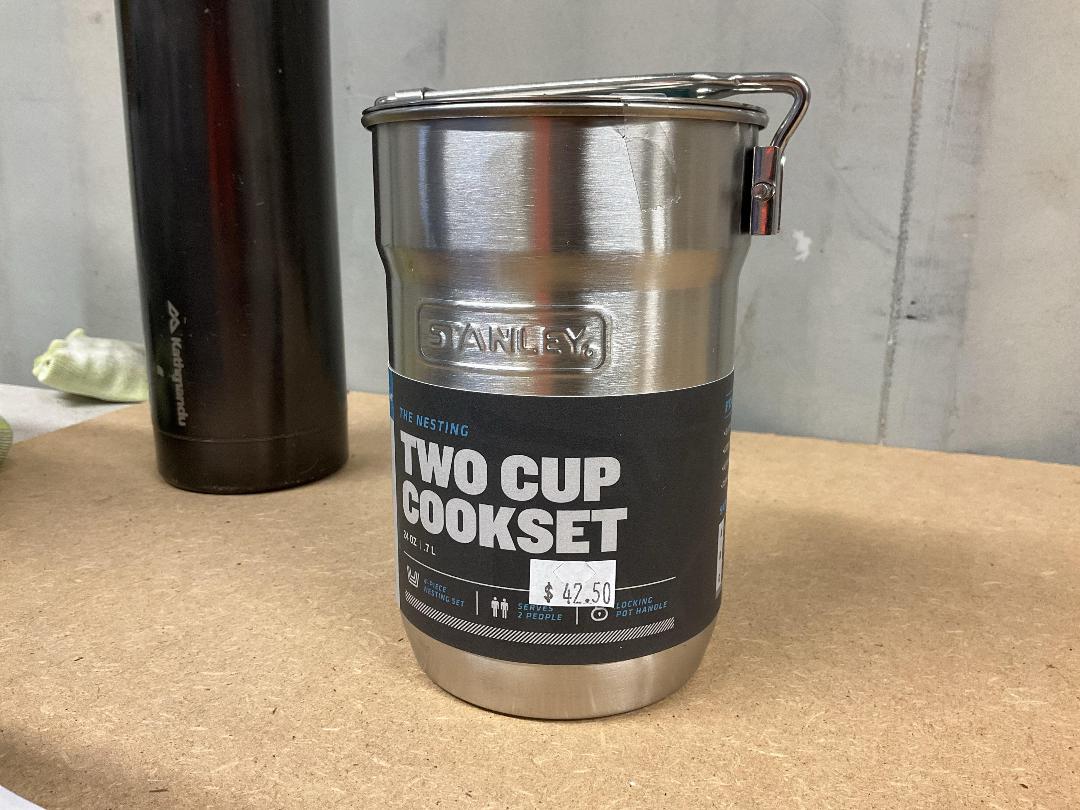 Kathmandu
STANLEY
THE NESTING
TWO CUP
COOKSET
24 OZ | .7 L
$ 42.50
4-PIECE
NESTING SET
SERVES
2 PEOPLE
LOCKING
POT HANDLE